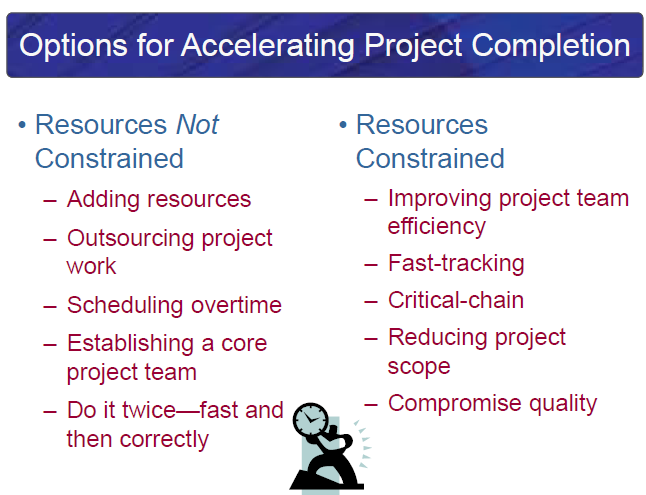 Options for Accelerating Project Completion
• Resources Not
Constrained
– Adding resources
– Outsourcing project
work
– Scheduling overtime
– Establishing a core
project team
– Do it twice—fast and
then correctly
• Resources
Constrained
– Improving project team
efficiency
– Fast-tracking
– Critical-chain
– Reducing project
scope
– Compromise quality